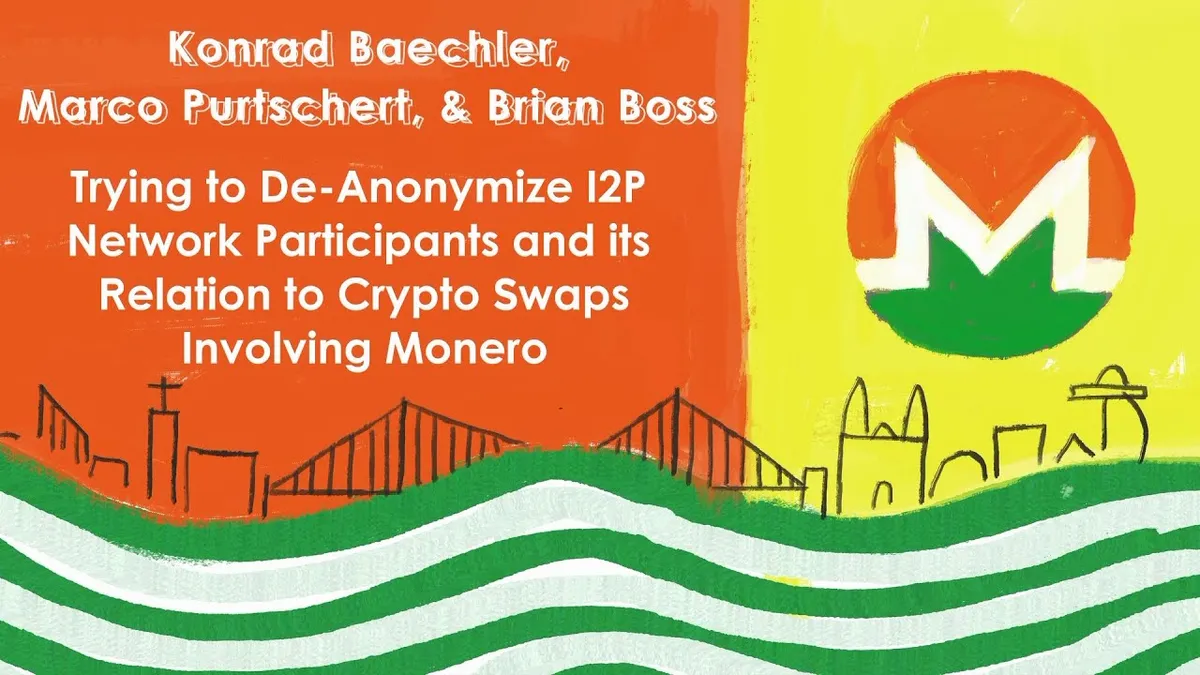 Konrad Baechler,
Marco Purtschert, & Brian Boss
Trying to De-Anonymize I2P
Network Participants and its
Relation to Crypto Swaps
Involving Monero